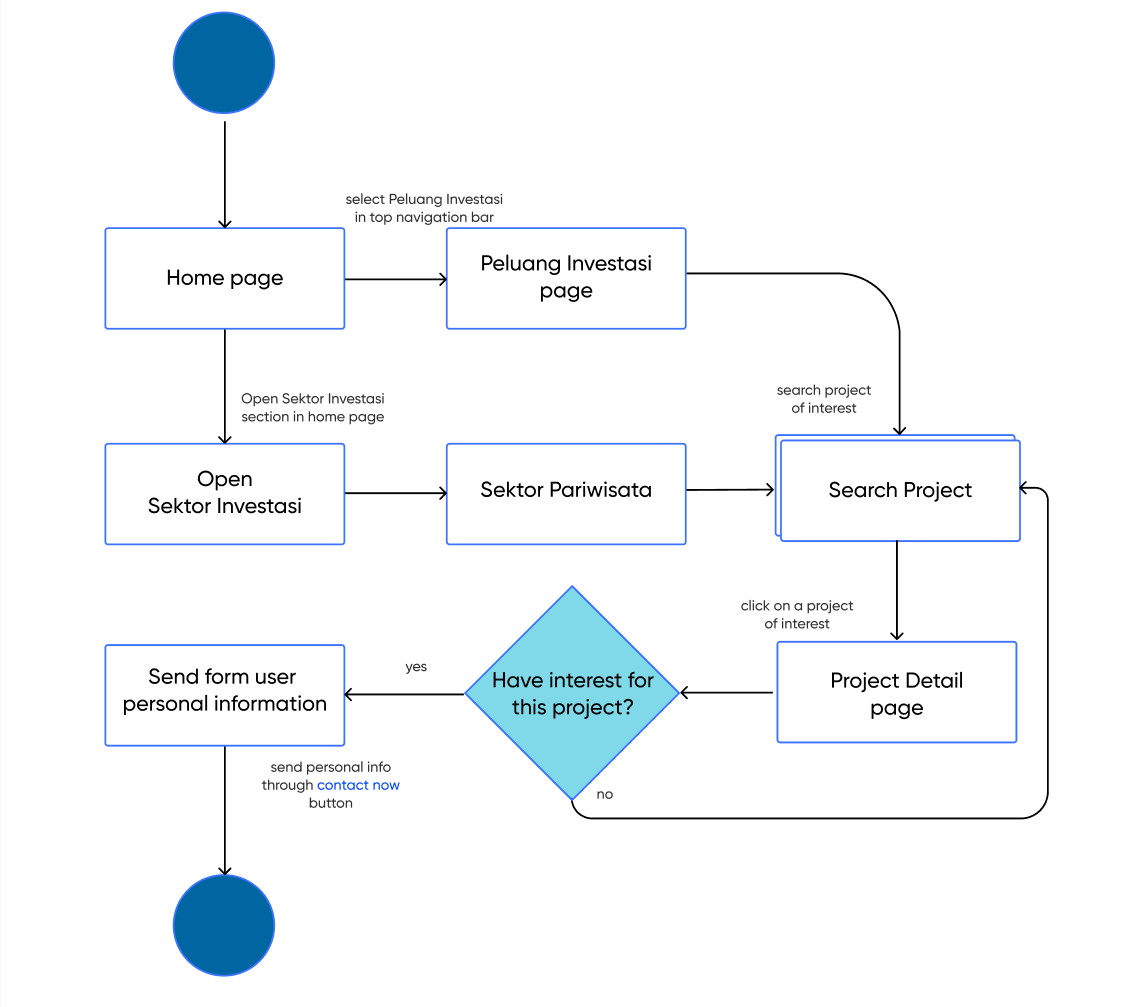 select Peluang Investasi
in top navigation bar
Home page
Peluang Investasi
page
Open Sektor Investasi
section in home page
search project
of interest
Open
Sektor Investasi
Sektor Pariwisata
Search Project
click on a project
of interest
Send form user
personal information
yes
Have interest for
this project?
Project Detail
page
send personal info
through contact now
button
no